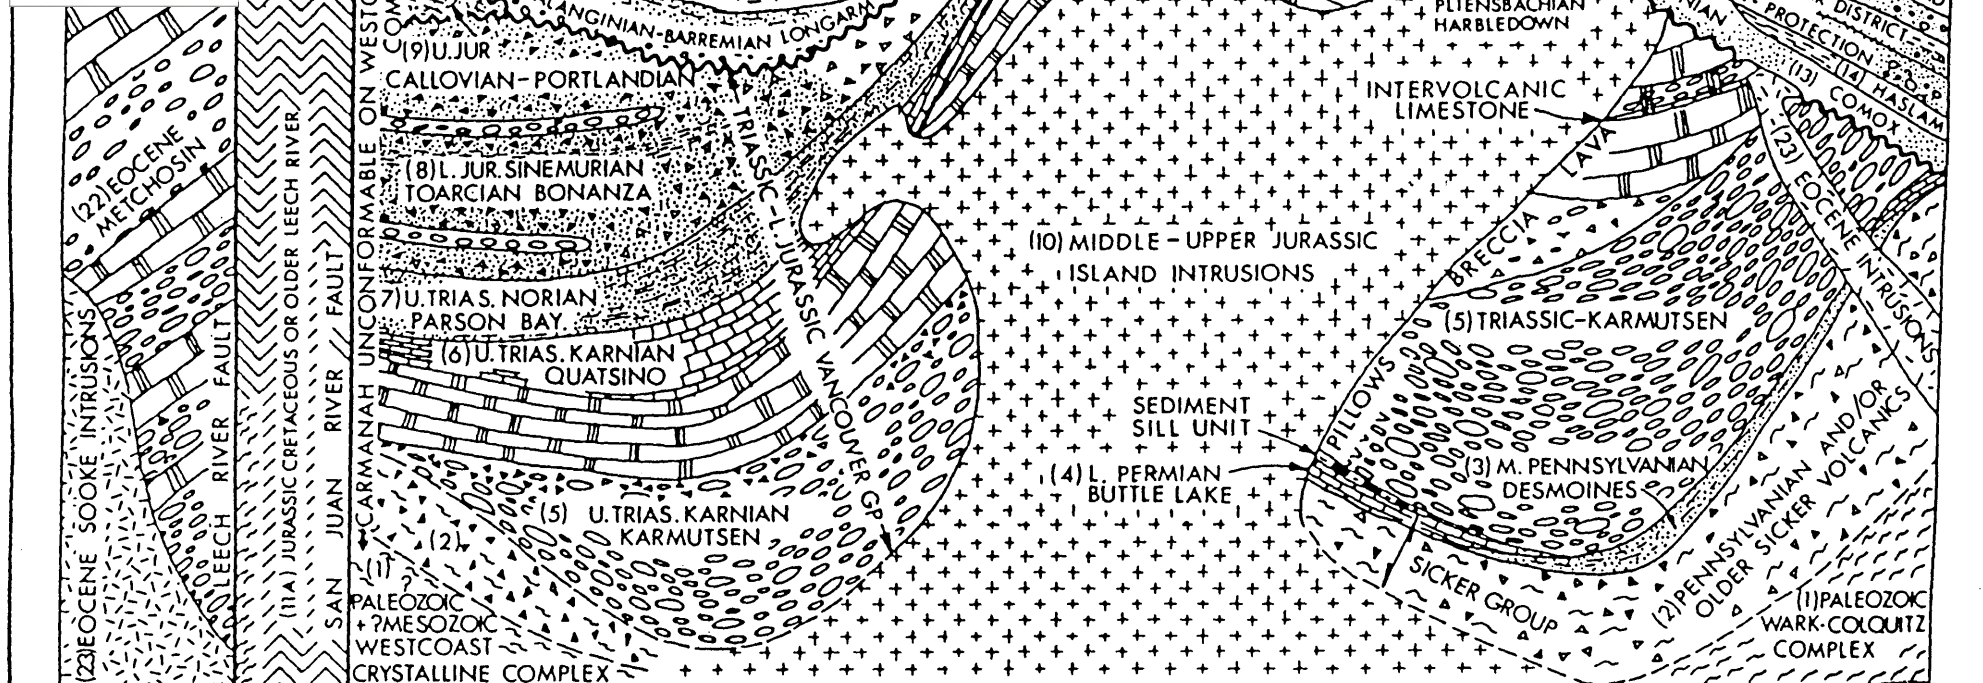 (22) EOCENE
METCHOSIN
(23) EOCENE SOOKE INTRUSIONS
LEECH RIVER FAULT
(11A) JURASSIC CRETACEOUS OR OLDER LEECH RIVER
SAN JUAN RIVER FAULT
CARMANAH UNCONFORMABLE ON
LANGINIAN-BARREMIAN LONGARM
(9) U. JUR
CALLOVIAN-PORTLANDIAN
(8) L. JUR. SINEMURIAN
TOARCIAN BONANZA
7) U. TRIAS. NORIAN
PARSON BAY.
(6) U. TRIAS. KARNIAN
QUATSINO
(5) U. TRIAS. KARNIAN
KARMUTSEN
(2)
(1) ?
PALEOZOIC
+ ?MESOZOIC
WESTCOAST
CRYSTALLINE COMPLEX
TRIASSIC-L. JURASSIC VANCOUVER GP
PLIENSBACHIAN
HARBLEDOWN
(10) MIDDLE-UPPER JURASSIC
ISLAND INTRUSIONS
INTERVOLCANIC
LIMESTONE
LAVA
BRECCIA
PILLOWS
SEDIMENT
SILL UNIT
(4) L. PERMIAN
BUTTLE LAKE
(5) TRIASSIC-KARMUTSEN
(3) M. PENNSYLVANIAN
DESMOINES
SICKER GROUP
(2) PENNSYLVANIAN AND/OR
OLDER SICKER VOLCANICS
(1) PALEOZOIC
WARK-COLQUITZ
COMPLEX
(23) EOCENE INTRUSIONS
DISTRICT
PROTECTION
(14) HASLAM
(13) COMOX